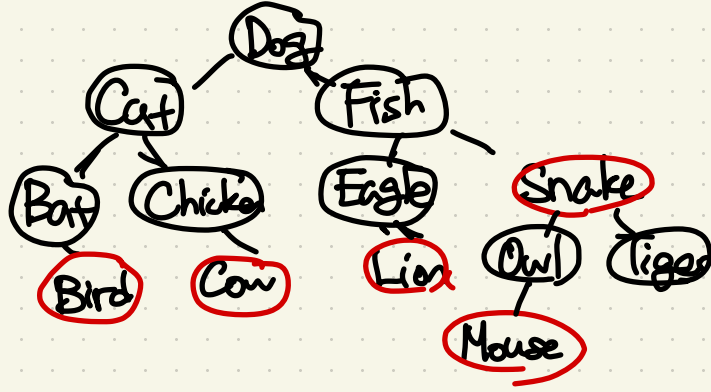 Dog
Cat
Fish
Bat
Chicken
Eagle
Snake
Bird
Cow
Lion
Owl
Tiger
Mouse